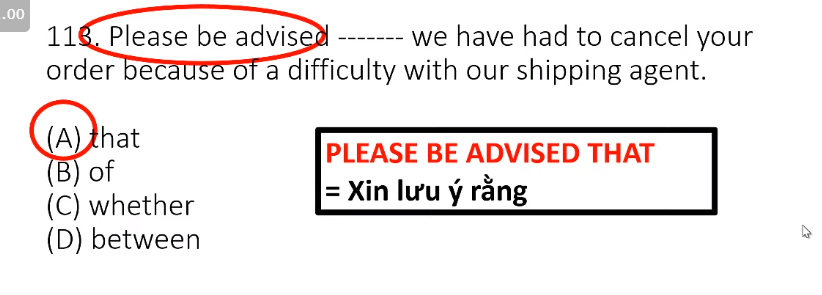 .00
113. Please be advised ------- we have had to cancel your
order because of a difficulty with our shipping agent.
(A) that
(B) of
(C) whether
(D) between
PLEASE BE ADVISED THAT
= Xin lưu ý rằng